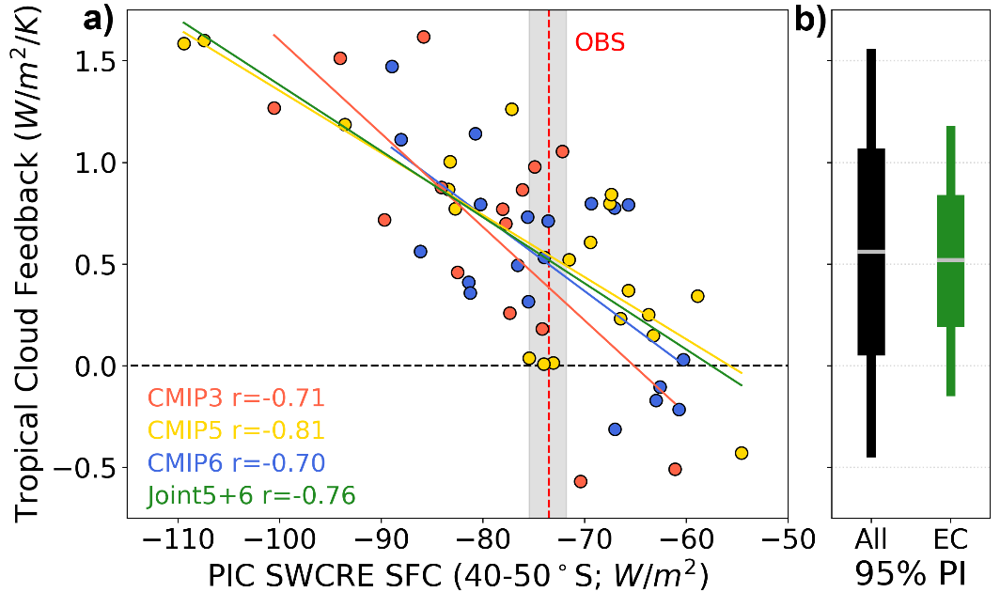 a)
b)
OBS
Tropical Cloud Feedback (W/m²/K)
1.5
1.0
0.5
0.0
−0.5
CMIP3 r=-0.71
CMIP5 r=-0.81
CMIP6 r=-0.70
Joint5+6 r=-0.76
−110 −100 −90 −80 −70 −60 −50
PIC SWCRE SFC (40-50°S; W/m²)
All EC
95% PI